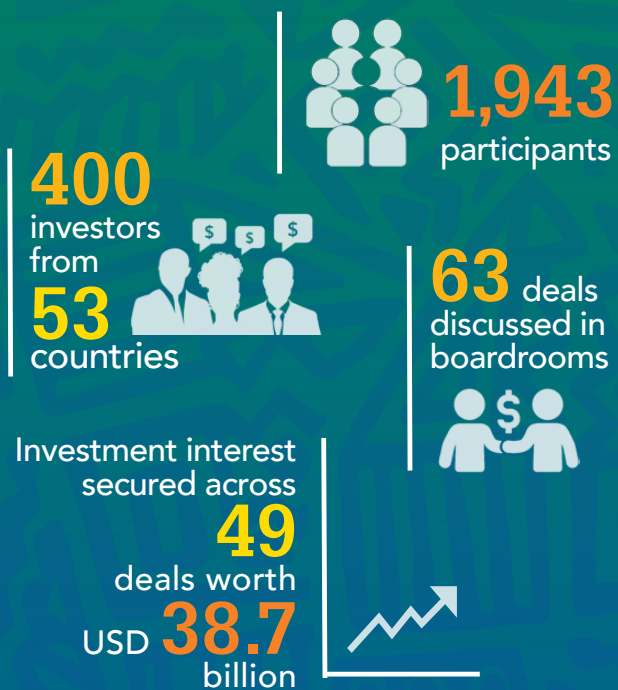 1,943
participants
400
investors
from
53
countries
$ $ $
63 deals
discussed in
boardrooms
$
Investment interest
secured across
49
deals worth
USD 38.7
billion